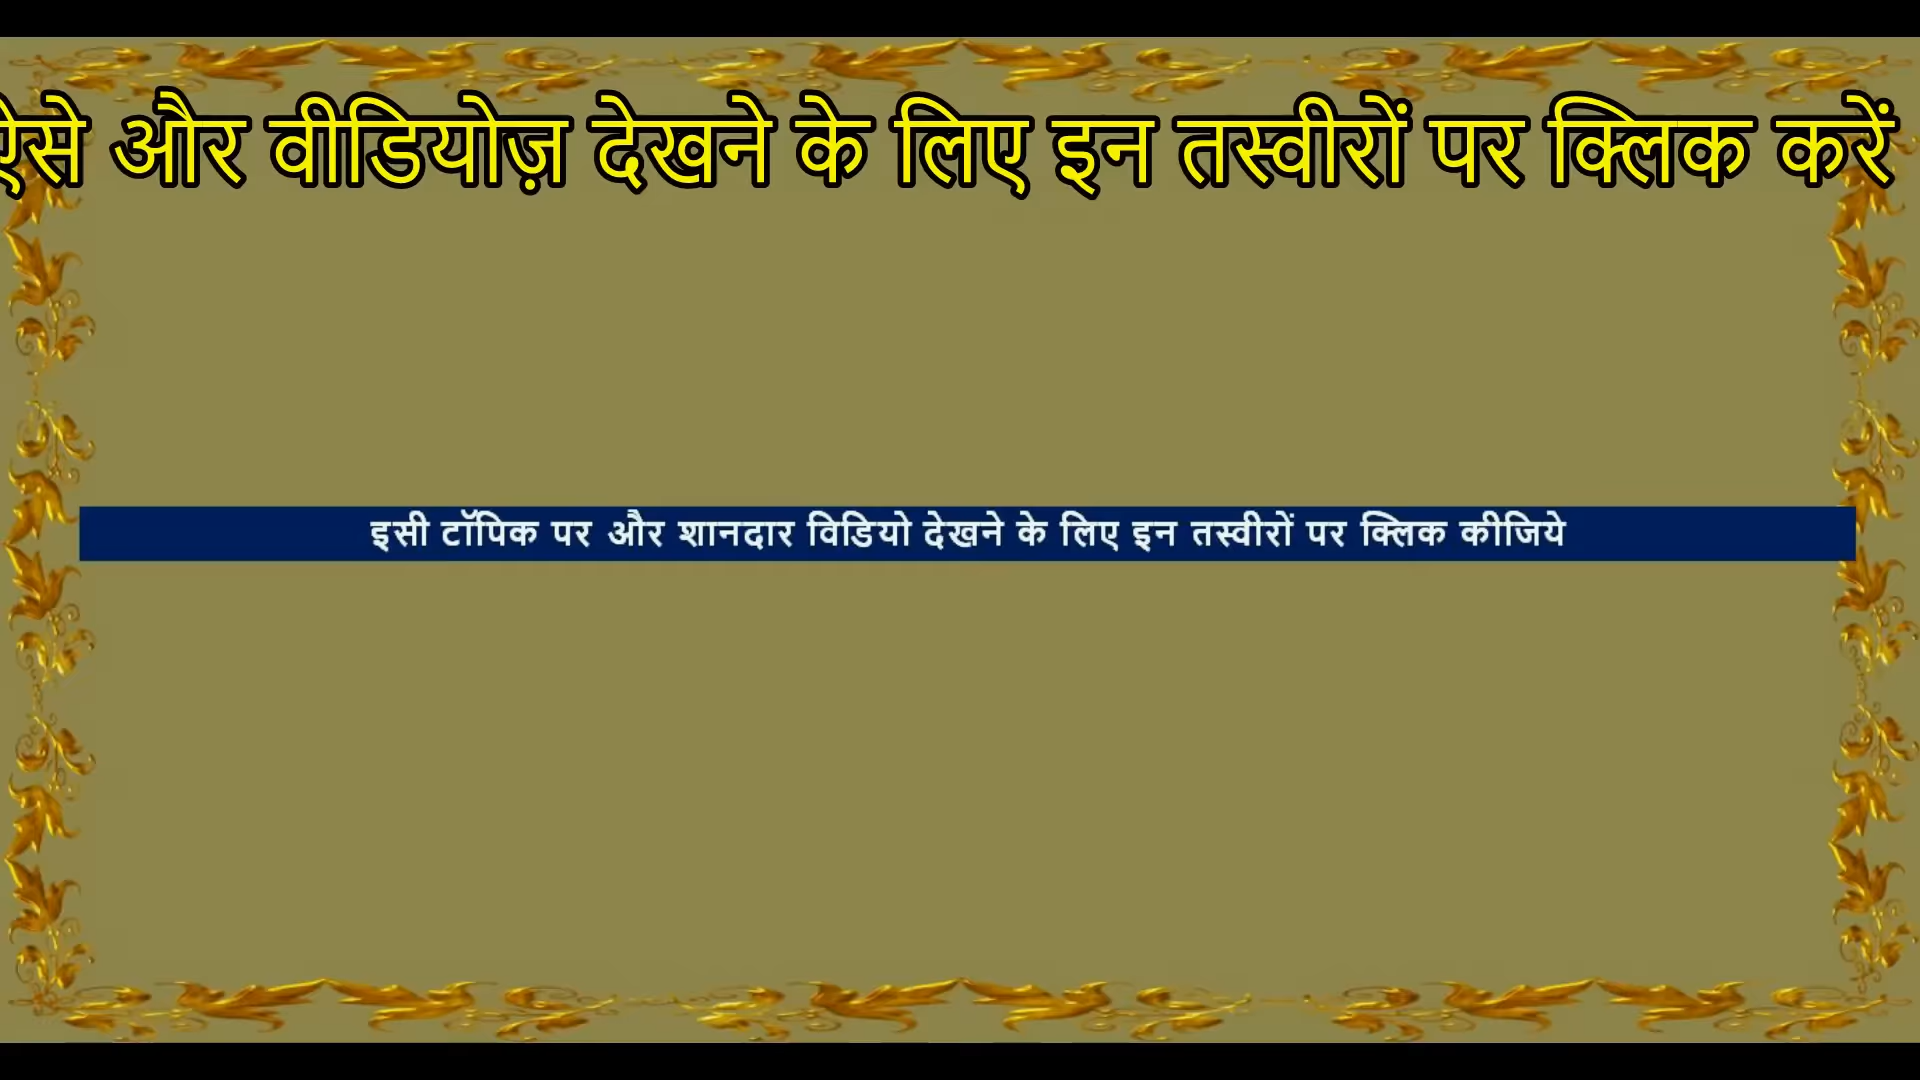 ऐसे और वीडियोज़ देखने के लिए इन तस्वीरों पर क्लिक करें
इसी टॉपिक पर और शानदार विडियो देखने के लिए इन तस्वीरों पर क्लिक कीजिये